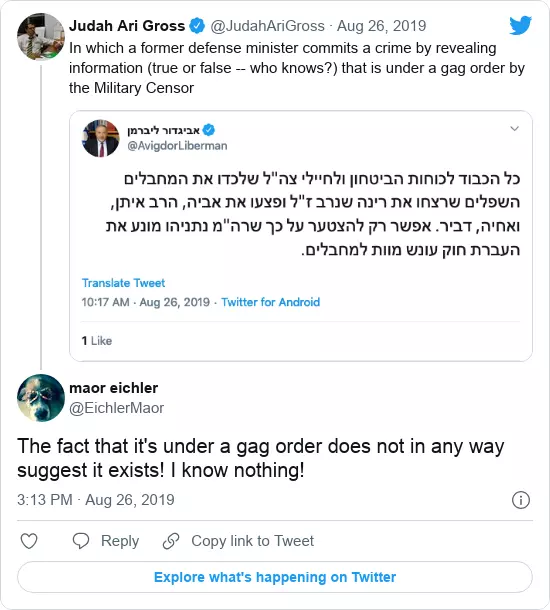 Judah Ari Gross @JudahAriGross · Aug 26, 2019
In which a former defense minister commits a crime by revealing
information (true or false -- who knows?) that is under a gag order by
the Military Censor
אביגדור ליברמן
@AvigdorLiberman
כל הכבוד לכוחות הביטחון ולחיילי צה"ל שלכדו את המחבלים
השפלים שרצחו את רינה שנרב ז"ל ופצעו את אביה, הרב איתן,
ואחיה, דביר. אפשר רק להצטער על כך שרה"מ נתניהו מונע את
העברת חוק עונש מוות למחבלים.
Translate Tweet
10:17 AM · Aug 26, 2019 · Twitter for Android
1 Like
maor eichler
@EichlerMaor
The fact that it's under a gag order does not in any way
suggest it exists! I know nothing!
3:13 PM · Aug 26, 2019
Reply Copy link to Tweet
Explore what's happening on Twitter